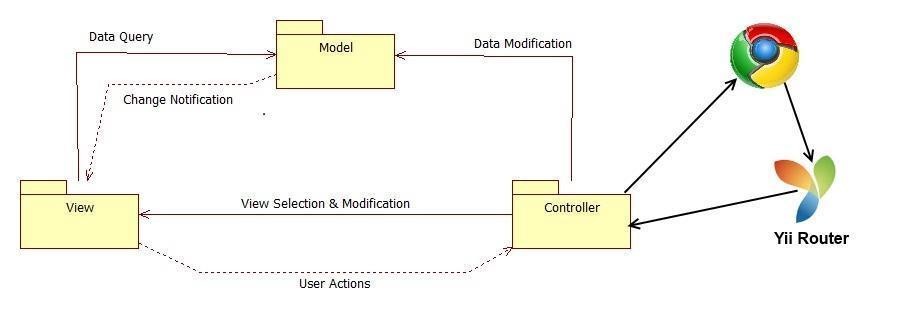 Data Query
Model
Data Modification
Change Notification
View
View Selection & Modification
Controller
Yii Router
User Actions